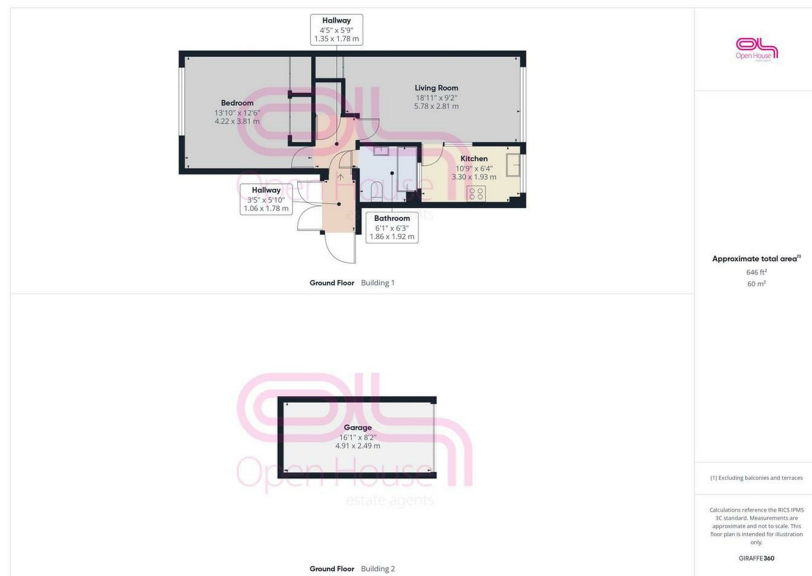 Hallway
4'5" x 5'9"
1.35 x 1.78 m
Bedroom
13'10" x 12'6"
4.22 x 3.81 m
Living Room
18'11" x 9'2"
5.78 x 2.81 m
Kitchen
10'9" x 6'4"
3.30 x 1.93 m
Hallway
3'5" x 5'10"
1.06 x 1.78 m
Bathroom
6'1" x 6'3"
1.86 x 1.92 m
Open House
estate agents
Ground Floor Building 1
Garage
16'1" x 8'2"
4.91 x 2.49 m
Open House
estate agents
Ground Floor Building 2
Open House
estate agents
Approximate total area(1)
646 ft²
60 m²
(1) Excluding balconies and terraces
Calculations reference the RICS IPMS
3C standard. Measurements are
approximate and not to scale. This
floor plan is intended for illustration
only.
GIRAFFE360